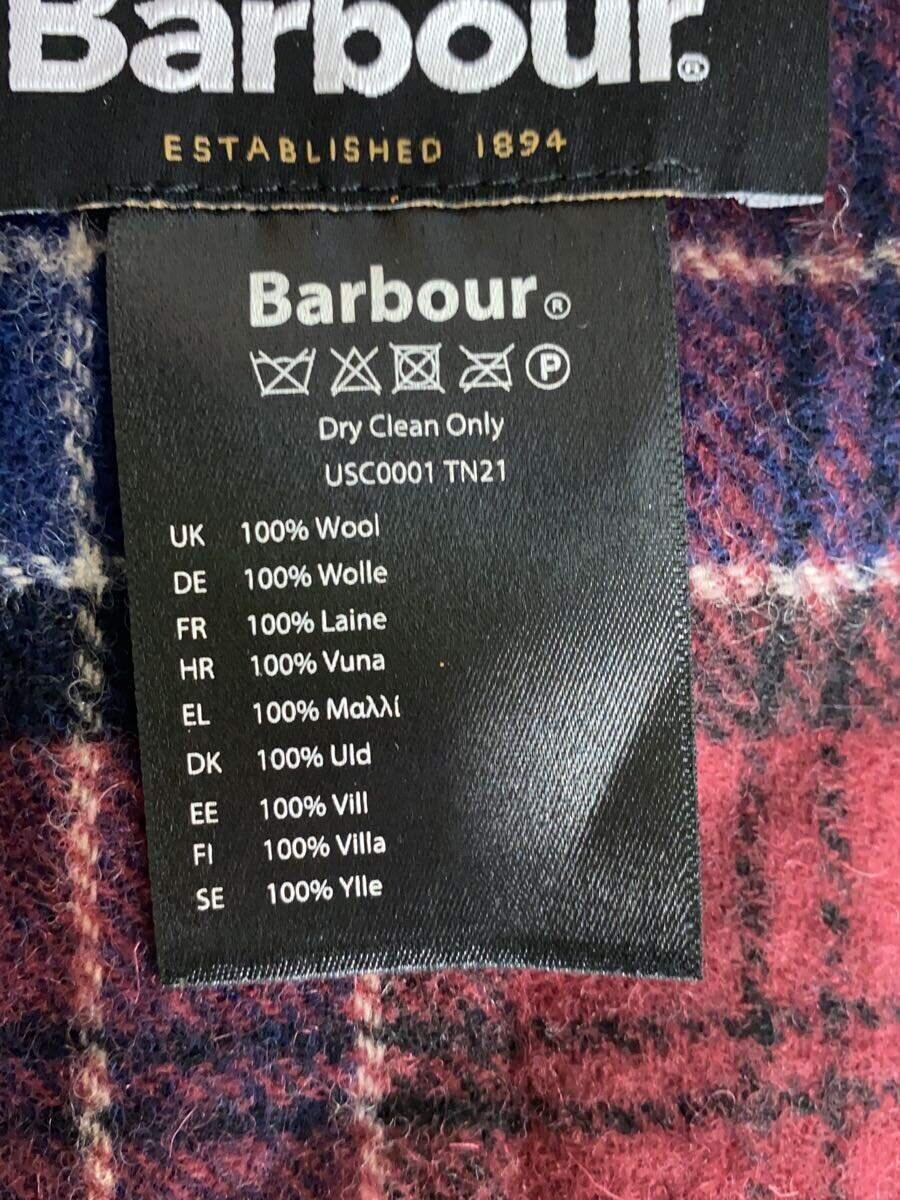 Barbour®
ESTABLISHED 1894
Barbour®
P
Dry Clean Only
USC0001 TN21
UK 100% Wool
DE 100% Wolle
FR 100% Laine
HR 100% Vuna
EL 100% Μαλλί
DK 100% Uld
EE 100% Vill
FI 100% Villa
SE 100% Ylle